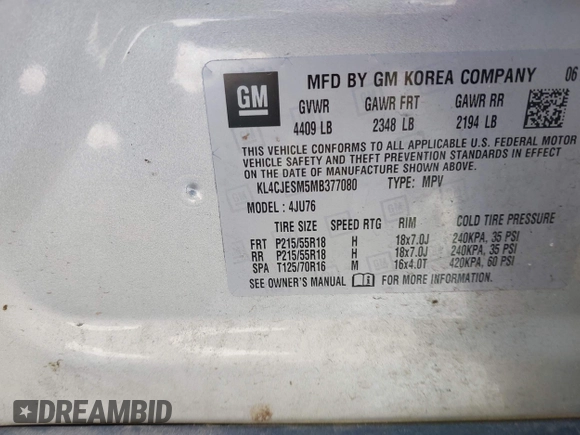 MFD BY GM KOREA COMPANY 06
GM
GVWR GAWR FRT GAWR RR
4409 LB 2348 LB 2194 LB
THIS VEHICLE CONFORMS TO ALL APPLICABLE U.S. FEDERAL MOTOR
VEHICLE SAFETY AND THEFT PREVENTION STANDARDS IN EFFECT
ON THE DATE OF MANUFACTURE SHOWN ABOVE.
KL4CJESM5MB377080 TYPE: MPV
MODEL: 4JU76
TIRE SIZE SPEED RTG RIM COLD TIRE PRESSURE
FRT P215/55R18 H 18x7.0J 240KPA, 35 PSI
RR P215/55R18 H 18x7.0J 240KPA, 35 PSI
SPA T125/70R16 M 16x4.0T 420KPA, 60 PSI
SEE OWNER'S MANUAL FOR MORE INFORMATION
DREAMBID